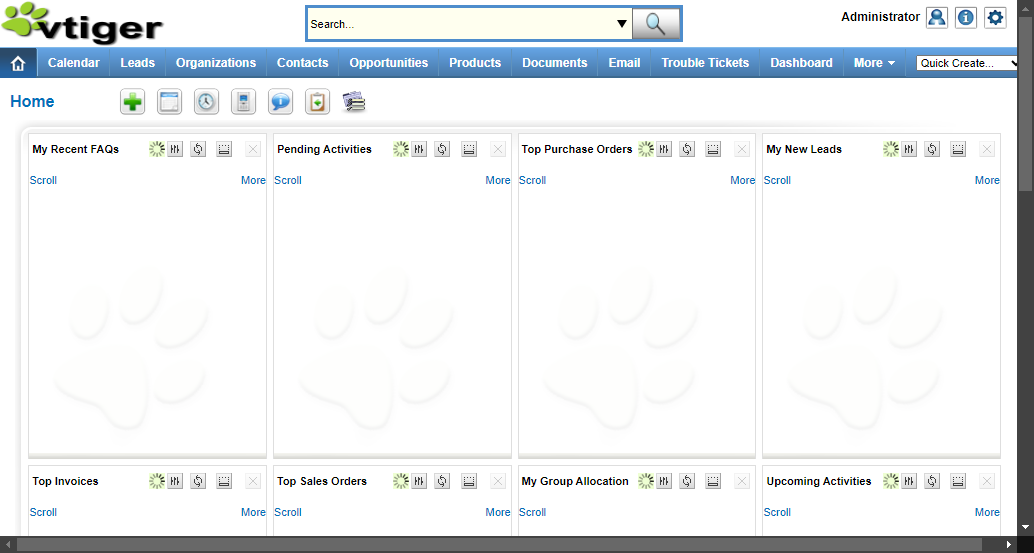 vtiger
Search...
Administrator
Calendar Leads Organizations Contacts Opportunities Products Documents Email Trouble Tickets Dashboard More Quick Create...
Home
My Recent FAQs Pending Activities Top Purchase Orders My New Leads
Scroll More Scroll More Scroll More Scroll More
Top Invoices Top Sales Orders My Group Allocation Upcoming Activities
Scroll More Scroll More Scroll Scroll More